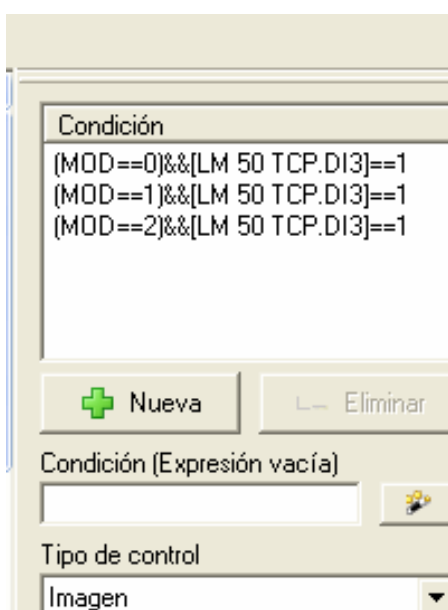 Condición
(MOD==0)&&[LM 50 TCP.DI3]==1
(MOD==1)&&[LM 50 TCP.DI3]==1
(MOD==2)&&[LM 50 TCP.DI3]==1
Nueva Eliminar
Condición (Expresión vacía)
Tipo de control
Imagen